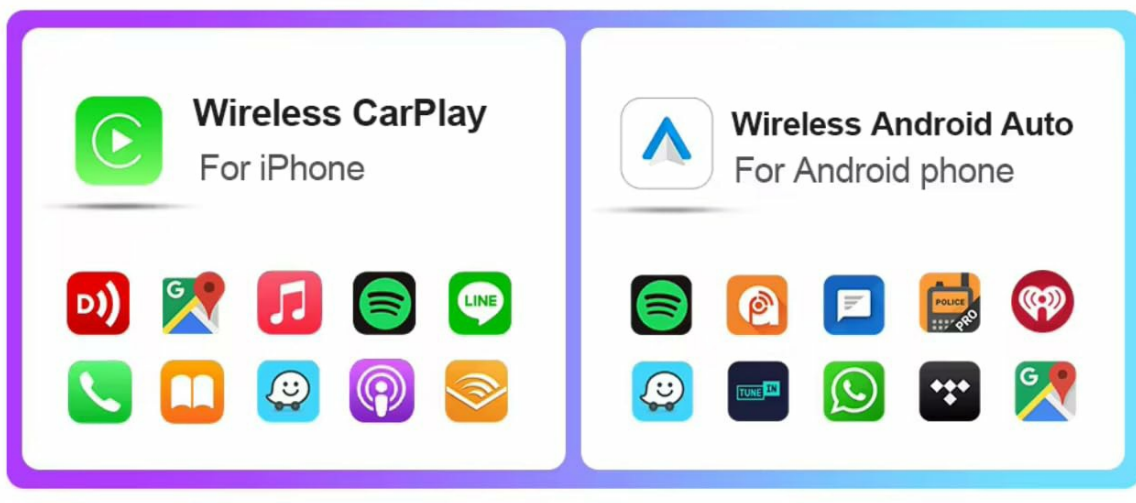 Wireless CarPlay
For iPhone
D
G
LINE
Wireless Android Auto
For Android phone
POLICE
PRO
TUNE IN
G